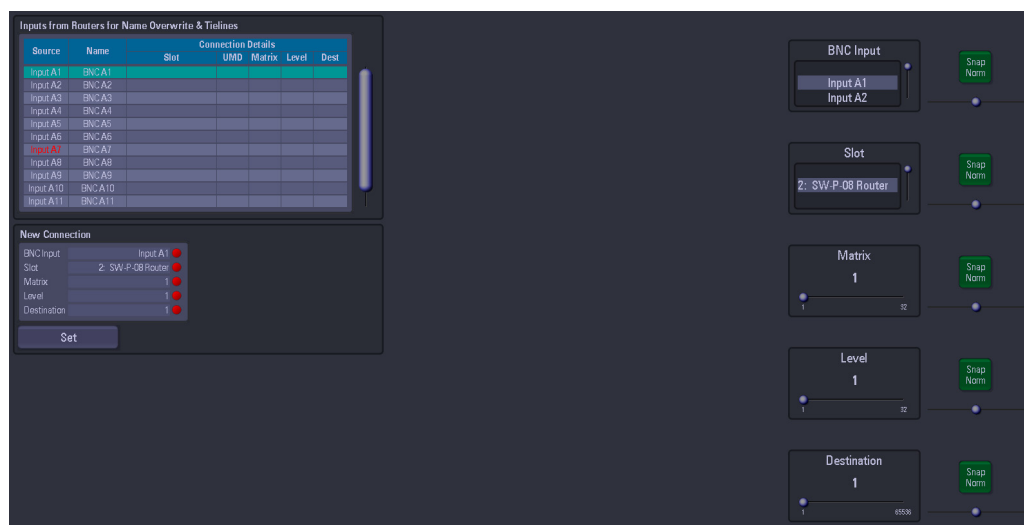 Inputs from Routers for Name Overwrite & Tielines
Source Name Connection Details
Slot UMD Matrix Level Dest
Input A1 BNC A1
Input A2 BNC A2
Input A3 BNC A3
Input A4 BNC A4
Input A5 BNC A5
Input A6 BNC A6
Input A7 BNC A7
Input A8 BNC A8
Input A9 BNC A9
Input A10 BNC A10
Input A11 BNC A11
New Connection
BNC Input Input A1
Slot 2: SW-P-08 Router
Matrix 1
Level 1
Destination 1
Set
BNC Input
Input A1
Input A2
Snap
Norm
Slot
2: SW-P-08 Router
Snap
Norm
Matrix
1
1 32
Snap
Norm
Level
1
1 32
Snap
Norm
Destination
1
1 65536
Snap
Norm